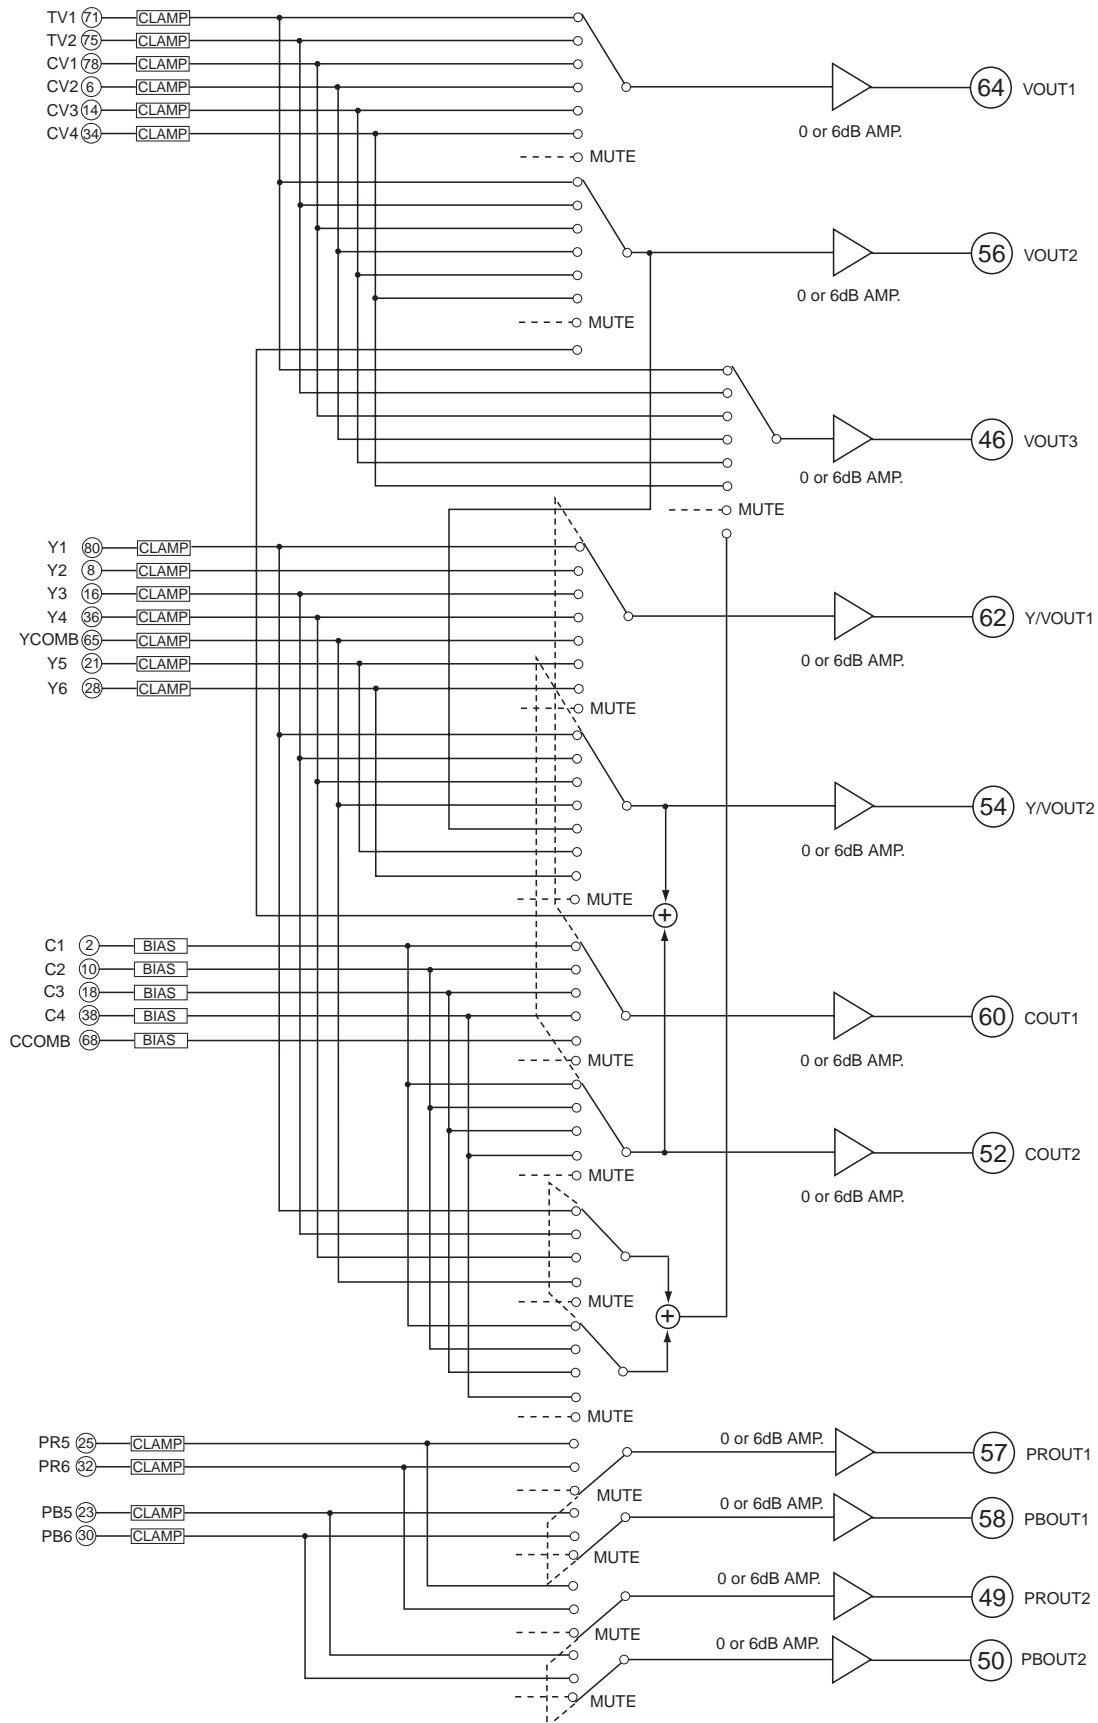 TV1 71 CLAMP
TV2 75 CLAMP
CV1 78 CLAMP
CV2 6 CLAMP
64 VOUT1
CV3 14 CLAMP
CV4 34 CLAMP
0 or 6dB AMP.
MUTE
56 VOUT2
0 or 6dB AMP.
MUTE
46 VOUT3
0 or 6dB AMP.
MUTE
Y1 80 CLAMP
Y2 8 CLAMP
Y3 16 CLAMP
Y4 36 CLAMP
62 Y/VOUT1
YCOMB 65 CLAMP
Y5 21 CLAMP
0 or 6dB AMP.
Y6 28 CLAMP
MUTE
54 Y/VOUT2
0 or 6dB AMP.
MUTE
+
C1 2 BIAS
C2 10 BIAS
C3 18 BIAS
C4 38 BIAS
60 COUT1
CCOMB 68 BIAS
MUTE
0 or 6dB AMP.
52 COUT2
MUTE
0 or 6dB AMP.
MUTE
+
MUTE
PR5 25 CLAMP
0 or 6dB AMP.
57 PROUT1
PR6 32 CLAMP
MUTE
0 or 6dB AMP.
PB5 23 CLAMP
58 PBOUT1
PB6 30 CLAMP
MUTE
0 or 6dB AMP.
49 PROUT2
MUTE
0 or 6dB AMP.
50 PBOUT2
MUTE